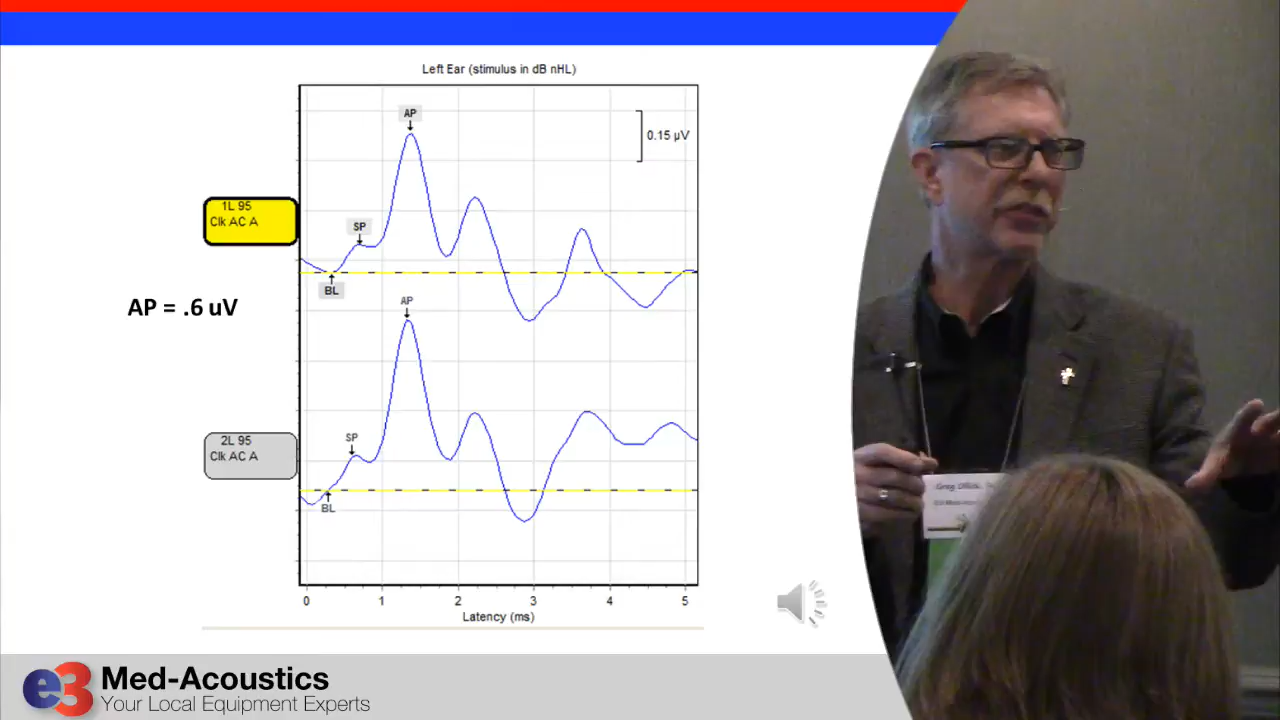 Left Ear (stimulus in dB nHL)
AP
0.15 µV
1L 95
Clk AC A
SP
BL
AP = .6 uV
AP
2L 95
Clk AC A
SP
BL
0 1 2 3 4 5
Latency (ms)
Greg
e3 Med-Acoustics
Your Local Equipment Experts